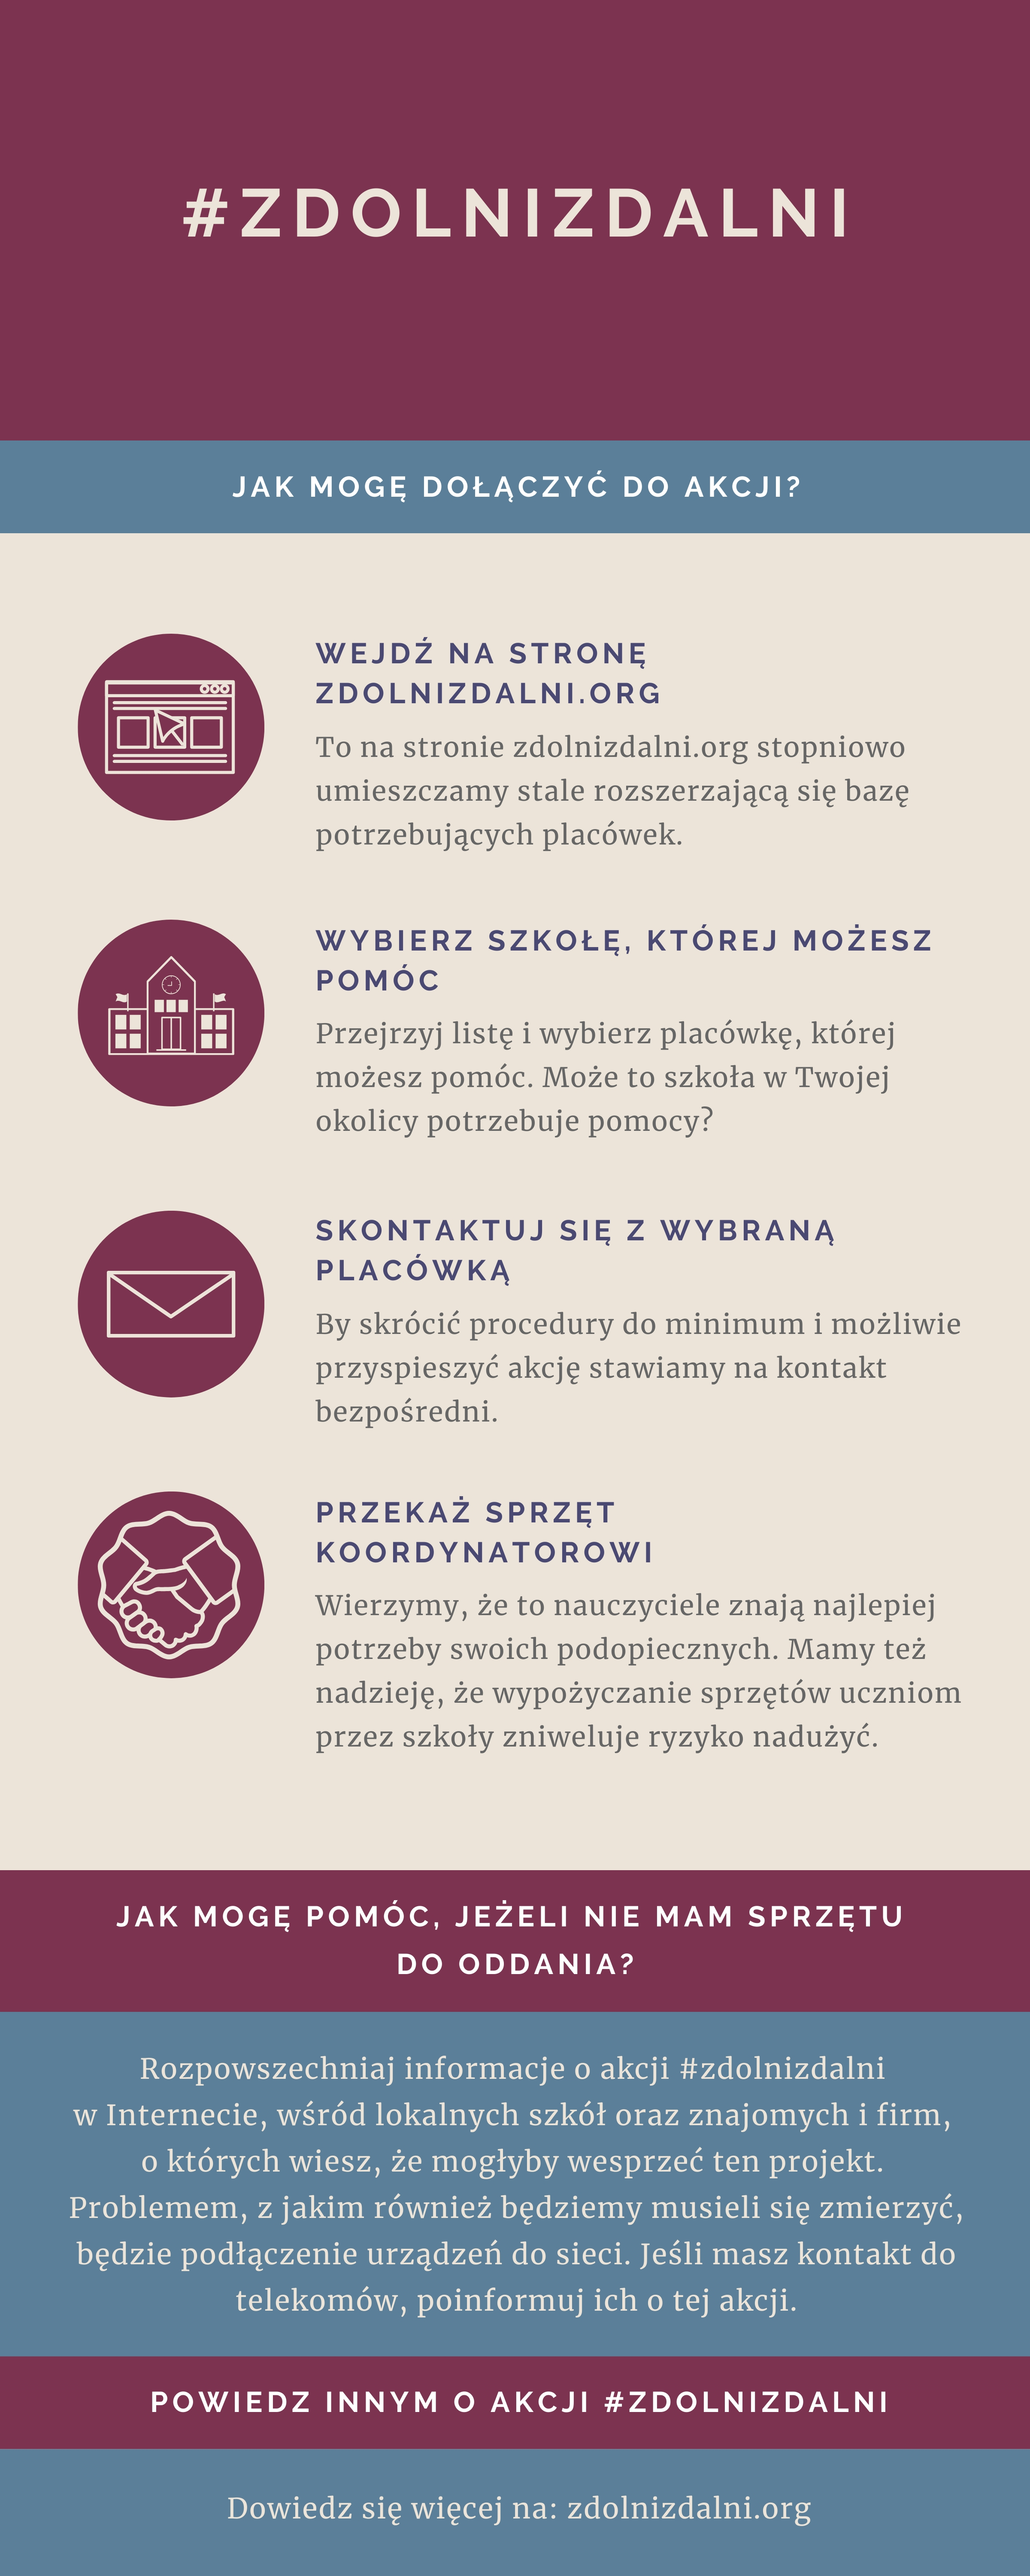 #ZDOLNIZDALNI
JAK MOGĘ DOŁĄCZYĆ DO AKCJI?
WEJDŹ NA STRONĘ
ZDOLNIZDALNI.ORG
To na stronie zdolnizdalni.org stopniowo
umieszczamy stale rozszerzającą się bazę
potrzebujących placówek.
WYBIERZ SZKOŁĘ, KTÓREJ MOŻESZ
POMÓC
Przejrzyj listę i wybierz placówkę, której
możesz pomóc. Może to szkoła w Twojej
okolicy potrzebuje pomocy?
SKONTAKTUJ SIĘ Z WYBRANĄ
PLACÓWKĄ
By skrócić procedury do minimum i możliwie
przyspieszyć akcję stawiamy na kontakt
bezpośredni.
PRZEKAŻ SPRZĘT
KOORDYNATOROWI
Wierzymy, że to nauczyciele znają najlepiej
potrzeby swoich podopiecznych. Mamy też
nadzieję, że wypożyczanie sprzętów uczniom
przez szkoły zniweluje ryzyko nadużyć.
JAK MOGĘ POMÓC, JEŻELI NIE MAM SPRZĘTU
DO ODDANIA?
Rozpowszechniaj informacje o akcji #zdolnizdalni
w Internecie, wśród lokalnych szkół oraz znajomych i firm,
o których wiesz, że mogłyby wesprzeć ten projekt.
Problemem, z jakim również będziemy musieli się zmierzyć,
będzie podłączenie urządzeń do sieci. Jeśli masz kontakt do
telekomów, poinformuj ich o tej akcji.
POWIEDZ INNYM O AKCJI #ZDOLNIZDALNI
Dowiedz się więcej na: zdolnizdalni.org